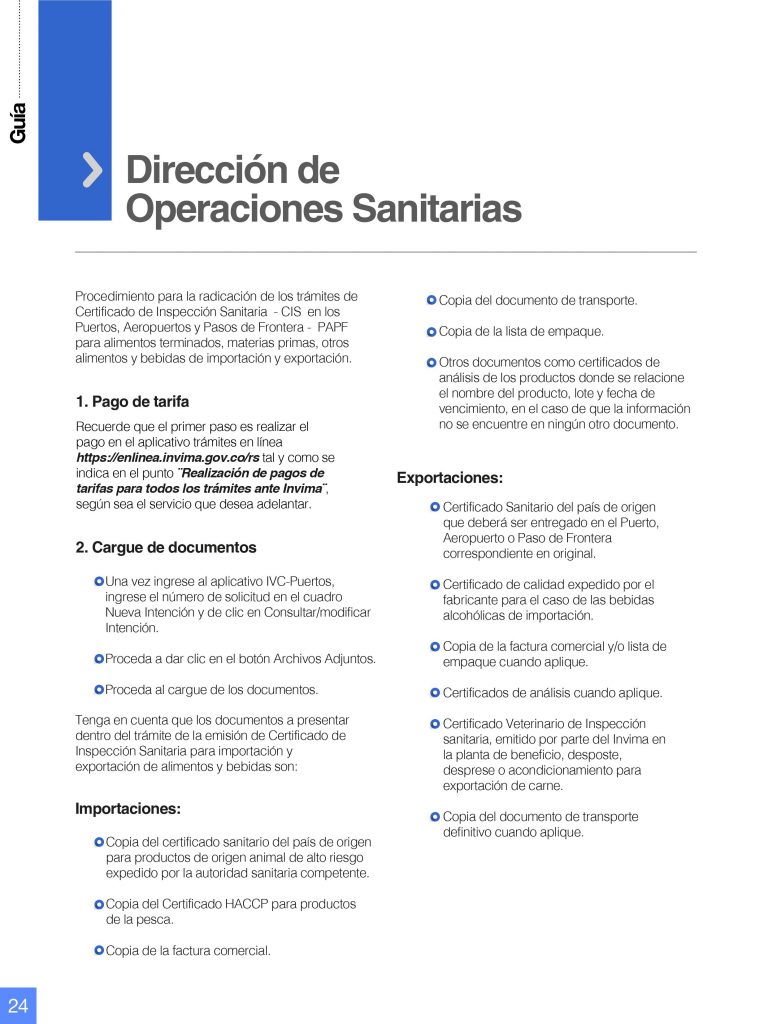 Guía
Dirección de
Operaciones Sanitarias
Procedimiento para la radicación de los trámites de
Certificado de Inspección Sanitaria - CIS en los
Puertos, Aeropuertos y Pasos de Frontera - PAPF
para alimentos terminados, materias primas, otros
alimentos y bebidas de importación y exportación.
1. Pago de tarifa
Recuerde que el primer paso es realizar el
pago en el aplicativo trámites en línea
https://enlinea.invima.gov.co/rs tal y como se
indica en el punto ¨Realización de pagos de
tarifas para todos los trámites ante Invima¨,
según sea el servicio que desea adelantar.
2. Cargue de documentos
Una vez ingrese al aplicativo IVC-Puertos,
ingrese el número de solicitud en el cuadro
Nueva Intención y de clic en Consultar/modificar
Intención.
Proceda a dar clic en el botón Archivos Adjuntos.
Proceda al cargue de los documentos.
Tenga en cuenta que los documentos a presentar
dentro del trámite de la emisión de Certificado de
Inspección Sanitaria para importación y
exportación de alimentos y bebidas son:
Importaciones:
Copia del certificado sanitario del país de origen
para productos de origen animal de alto riesgo
expedido por la autoridad sanitaria competente.
Copia del Certificado HACCP para productos
de la pesca.
Copia de la factura comercial.
Copia del documento de transporte.
Copia de la lista de empaque.
Otros documentos como certificados de
análisis de los productos donde se relacione
el nombre del producto, lote y fecha de
vencimiento, en el caso de que la información
no se encuentre en ningún otro documento.
Exportaciones:
Certificado Sanitario del país de origen
que deberá ser entregado en el Puerto,
Aeropuerto o Paso de Frontera
correspondiente en original.
Certificado de calidad expedido por el
fabricante para el caso de las bebidas
alcohólicas de importación.
Copia de la factura comercial y/o lista de
empaque cuando aplique.
Certificados de análisis cuando aplique.
Certificado Veterinario de Inspección
sanitaria, emitido por parte del Invima en
la planta de beneficio, desposte,
desprese o acondicionamiento para
exportación de carne.
Copia del documento de transporte
definitivo cuando aplique.
24